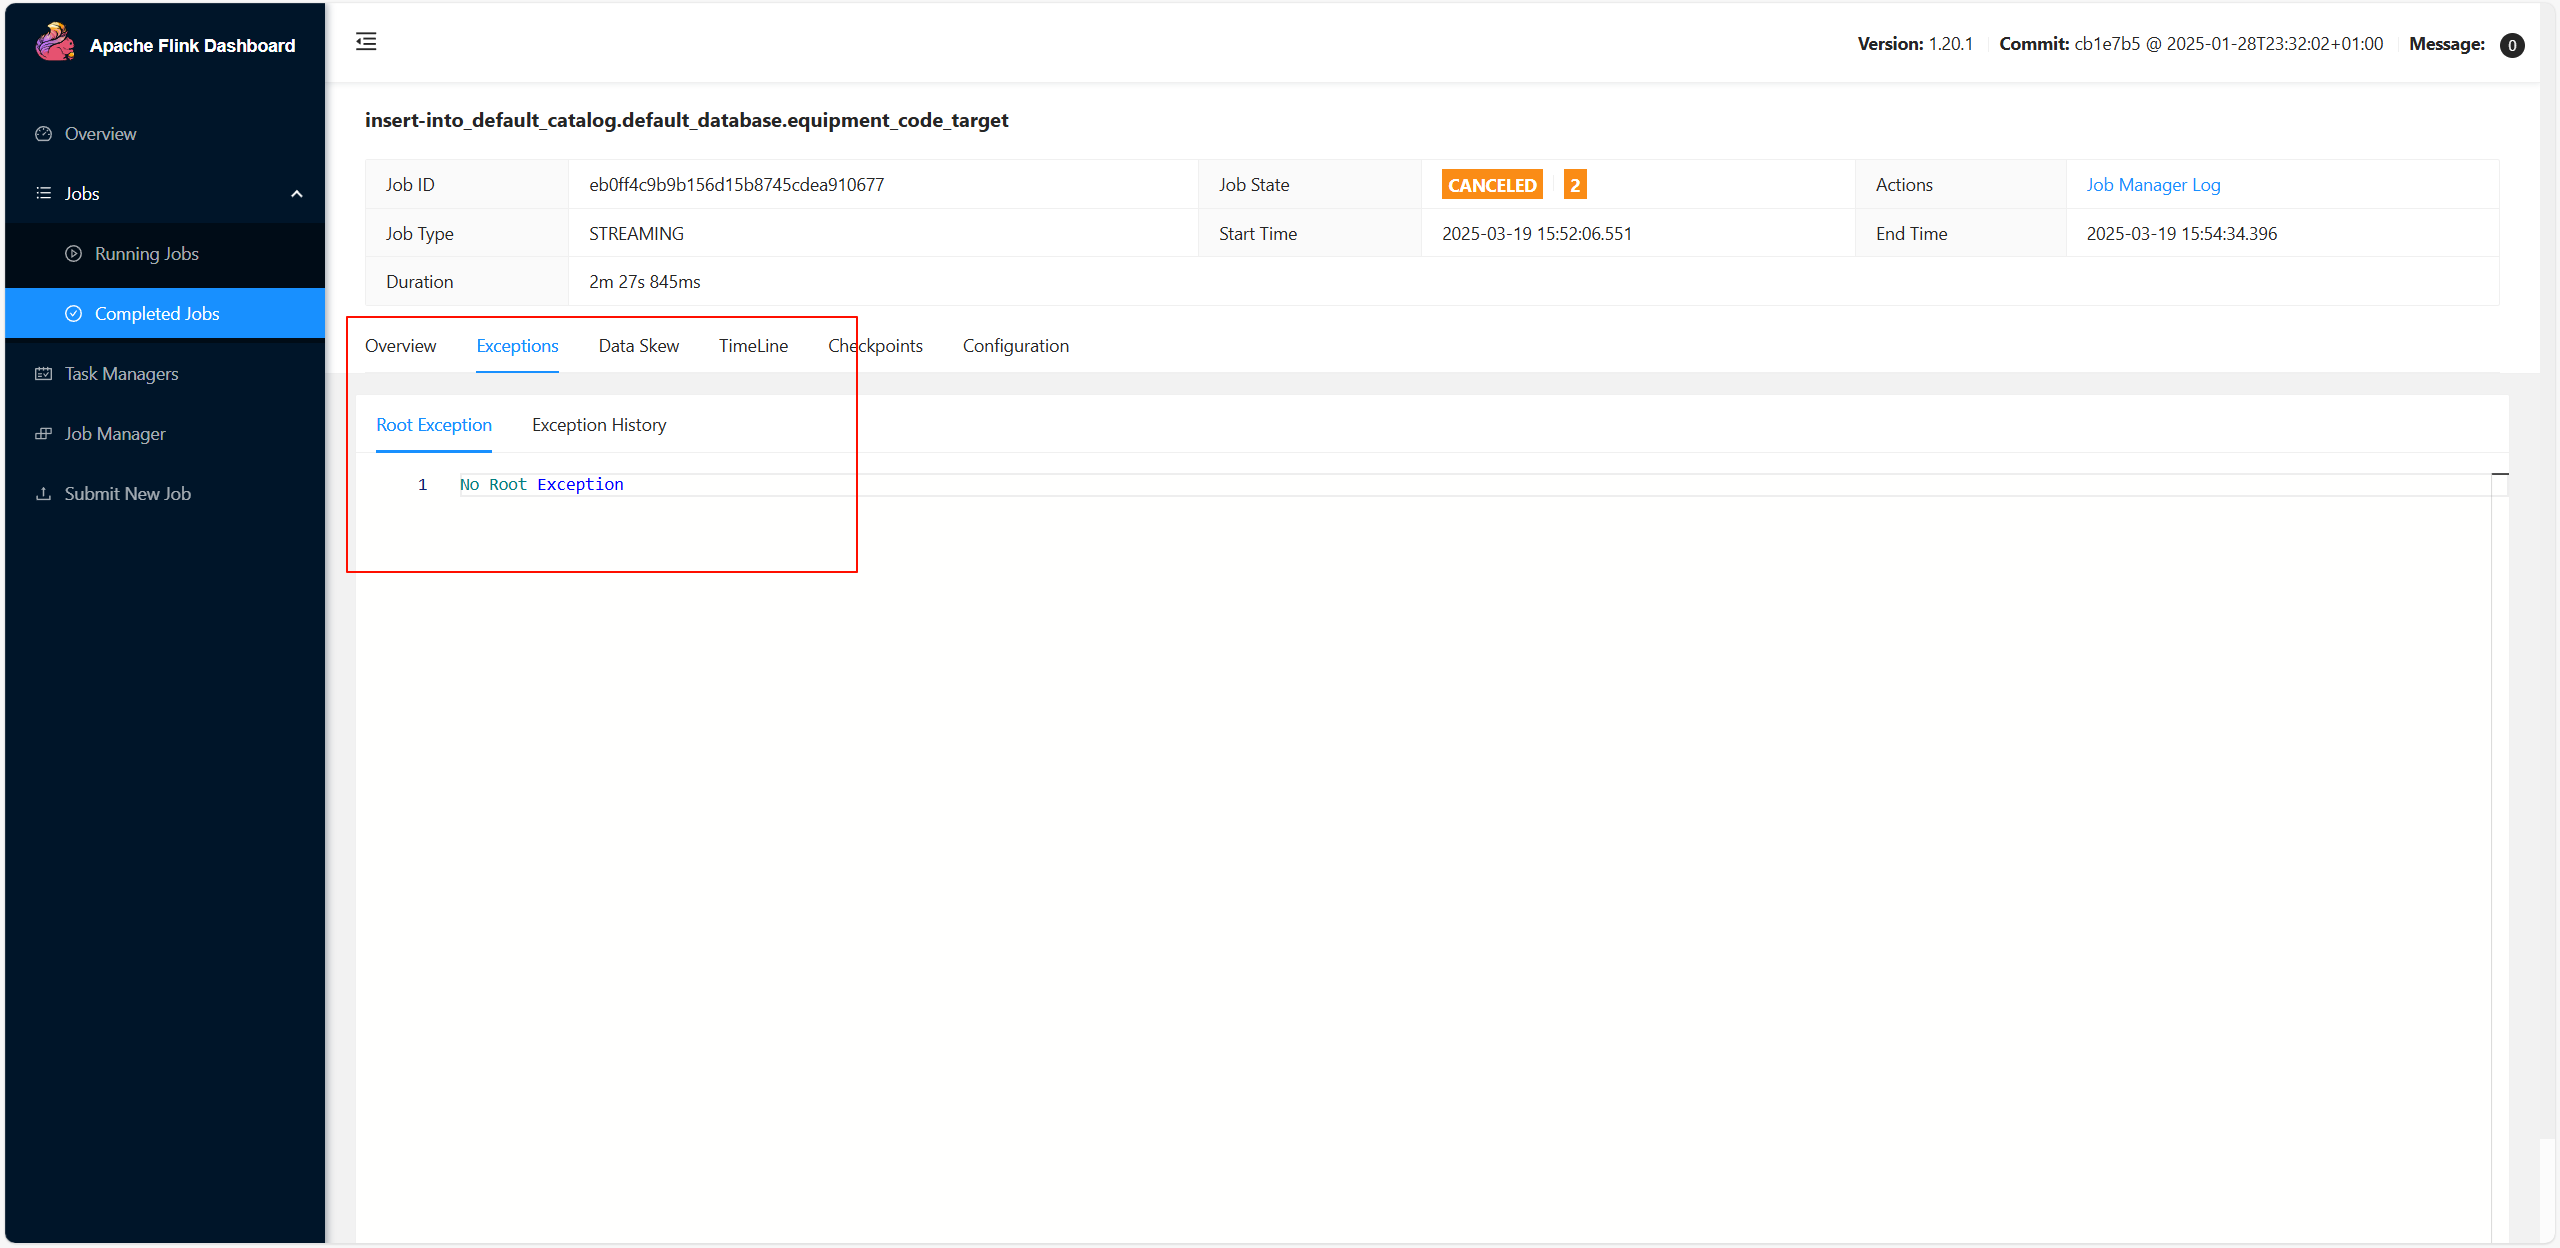 Apache Flink Dashboard
Version: 1.20.1 Commit: cb1e7b5 @ 2025-01-28T23:32:02+01:00 Message: 0
Overview
Jobs
Running Jobs
Completed Jobs
Task Managers
Job Manager
Submit New Job
insert-into_default_catalog.default_database.equipment_code_target
Job ID eb0ff4c9b9b156d15b8745cdea910677 Job State CANCELED 2 Actions Job Manager Log
Job Type STREAMING Start Time 2025-03-19 15:52:06.551 End Time 2025-03-19 15:54:34.396
Duration 2m 27s 845ms
Overview Exceptions Data Skew TimeLine Checkpoints Configuration
Root Exception Exception History
1 No Root Exception